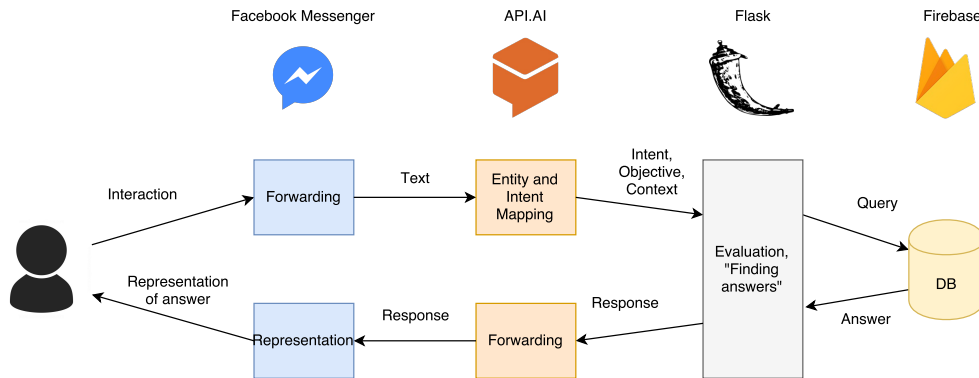 Facebook Messenger
API.AI
Flask
Firebase
Interaction
Forwarding
Text
Entity and
Intent
Mapping
Intent,
Objective,
Context
Evaluation,
"Finding
answers"
Query
DB
Answer
Response
Forwarding
Response
Representation
Representation
of answer